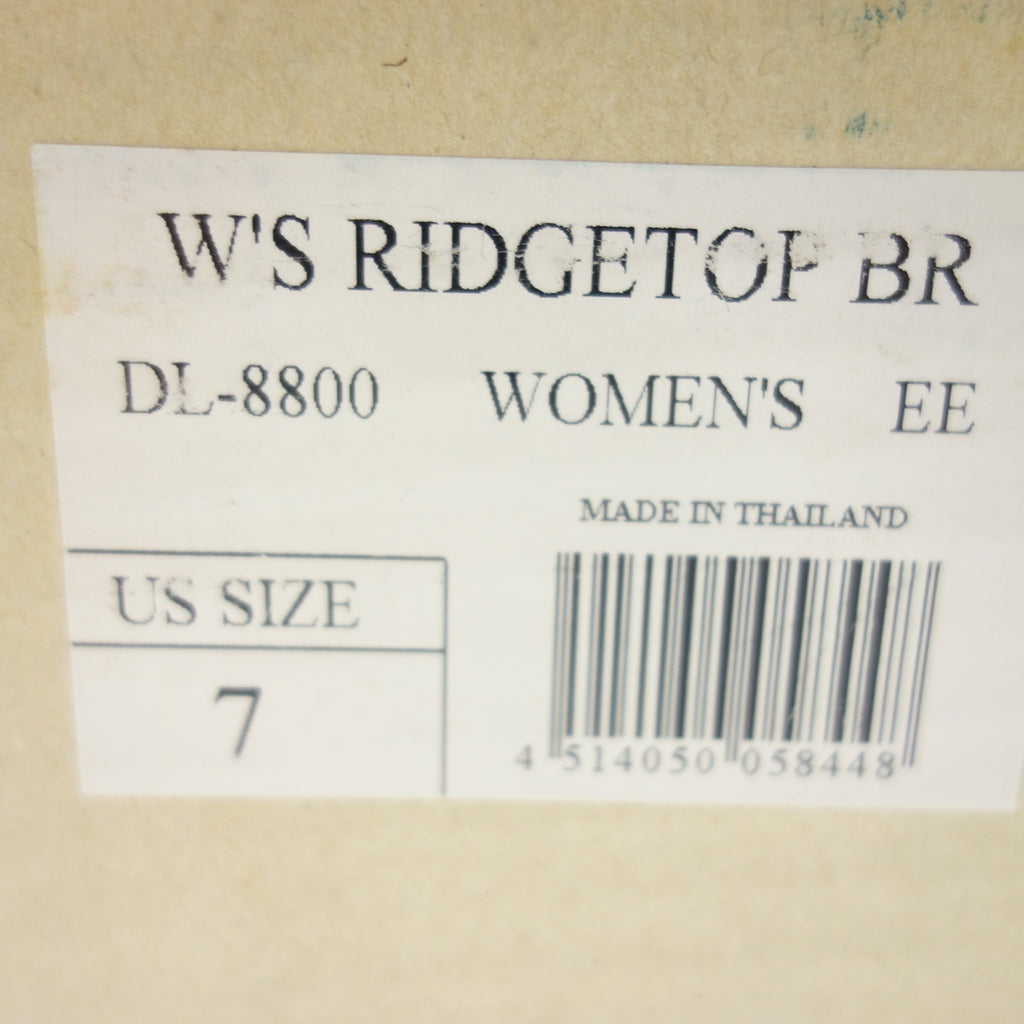 W'S RIDGETOP BR
DL-8800 WOMEN'S EE
MADE IN THAILAND
US SIZE
7
4 514050 058448